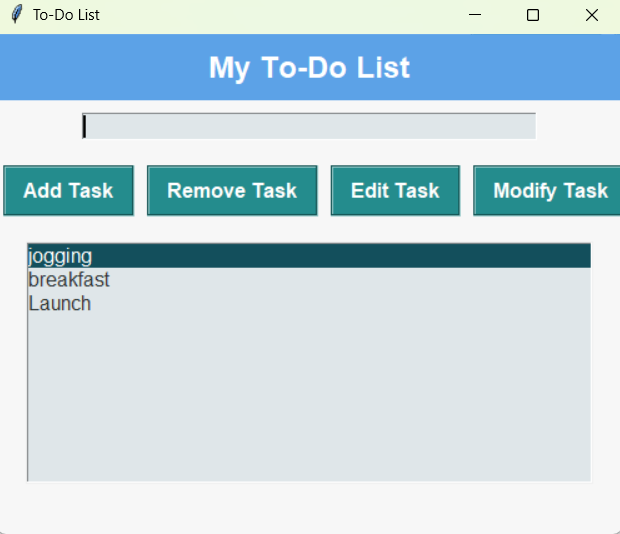 To-Do List
My To-Do List
Add Task Remove Task Edit Task Modify Task
jogging
breakfast
Launch